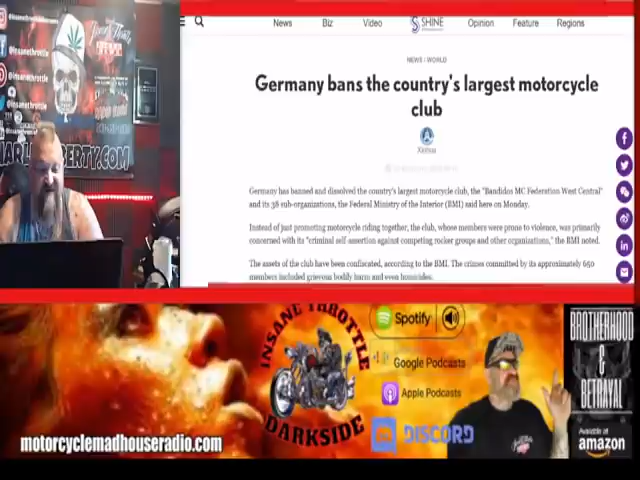 News
Biz
Video
SHINE
Opinion
Feature
Regions
@insanethrottle
@insanethrottle
NEWS / WORLD
Germany bans the country's largest motorcycle
club
Xinhua
Germany has banned and dissolved the country's largest motorcycle club, the "Bandidos MC Federation West Central"
and its 38 sub-organizations, the Federal Ministry of the Interior (BMI) said here on Monday.
Instead of just promoting motorcycle riding together, the club, whose members were prone to violence, was primarily
concerned with its "criminal self-assertion against competing rocker groups and other organizations," the BMI noted.
The assets of the club have been confiscated, according to the BMI. The crimes committed by its approximately 650
members included grievous bodily harm and even homicides.
INSANE THROTTLE
DARKSIDE
Spotify
Google Podcasts
Apple Podcasts
DISCORD
BROTHERHOOD
&
BETRAYAL
Available at
amazon
motorcyclemadhouseradio.com